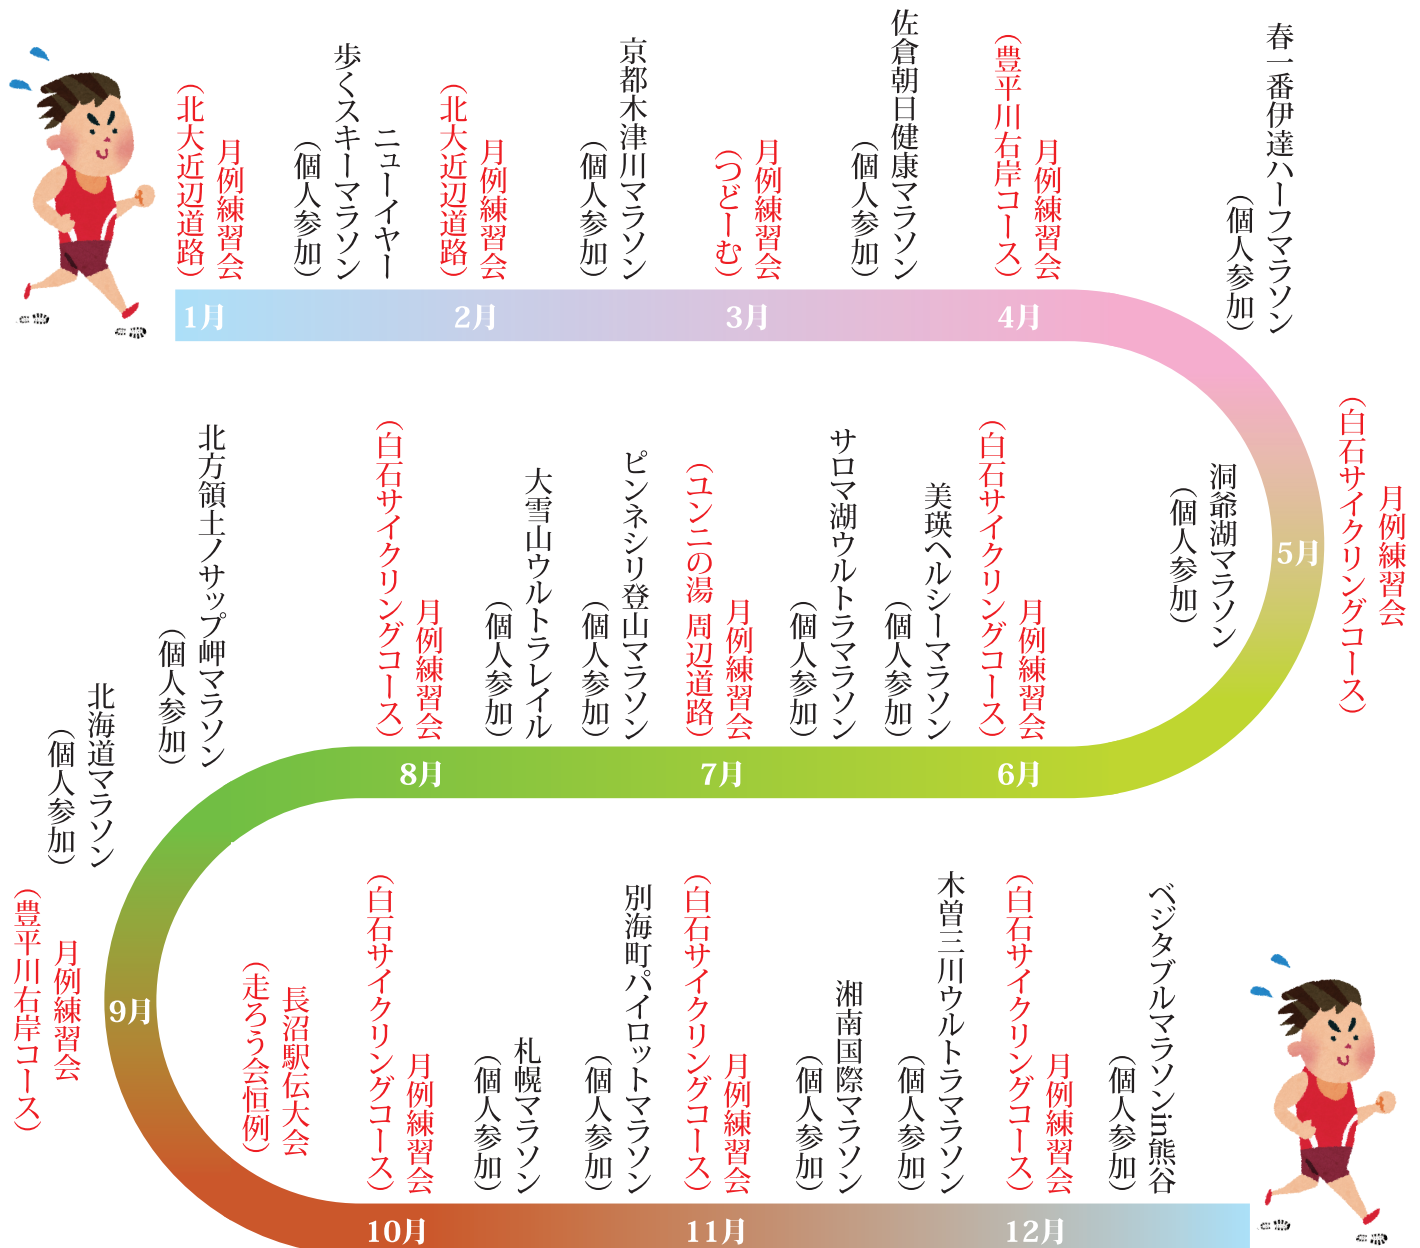 月例練習会
（北大近辺道路）
1月
ニューイヤー
歩くスキーマラソン
（個人参加）
月例練習会
（北大近辺道路）
2月
京都木津川マラソン
（個人参加）
月例練習会
（つどーむ）
3月
佐倉朝日健康マラソン
（個人参加）
月例練習会
（豊平川右岸コース）
4月
春一番伊達ハーフマラソン
（個人参加）
月例練習会
（白石サイクリングコース）
5月
洞爺湖マラソン
（個人参加）
月例練習会
（白石サイクリングコース）
6月
美瑛ヘルシーマラソン
（個人参加）
サロマ湖ウルトラマラソン
（個人参加）
月例練習会
（ユンニの湯 周辺道路）
7月
ピンネシリ登山マラソン
（個人参加）
大雪山ウルトラレイル
（個人参加）
月例練習会
（白石サイクリングコース）
8月
北方領土ノサップ岬マラソン
（個人参加）
北海道マラソン
（個人参加）
月例練習会
（豊平川右岸コース）
9月
長沼駅伝大会
（走ろう会恒例）
月例練習会
（白石サイクリングコース）
10月
札幌マラソン
（個人参加）
別海町パイロットマラソン
（個人参加）
月例練習会
（白石サイクリングコース）
11月
湘南国際マラソン
（個人参加）
木曽三川ウルトラマラソン
（個人参加）
月例練習会
（白石サイクリングコース）
12月
ベジタブルマラソンin熊谷
（個人参加）